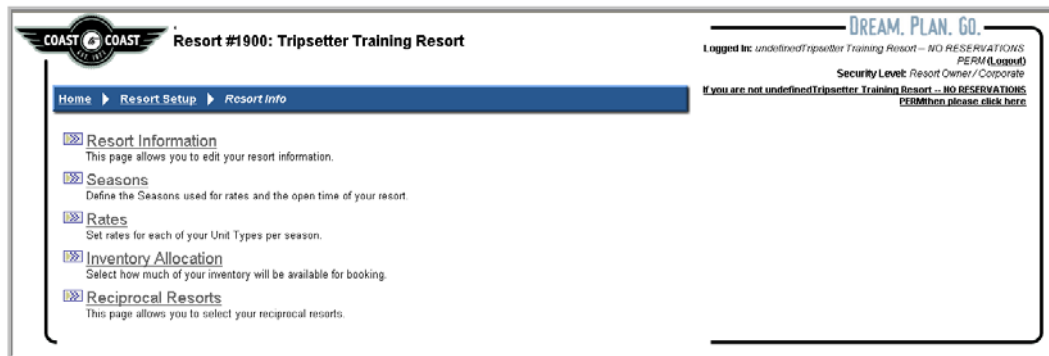 COAST COAST
Resort #1900: Tripsetter Training Resort
DREAM. PLAN. GO.
Logged In: undefinedTripsetter Training Resort -- NO RESERVATIONS
PERM (Logout)
Security Level: Resort Owner / Corporate
If you are not undefinedTripsetter Training Resort -- NO RESERVATIONS
PERMthen please click here
Home Resort Setup Resort Info
Resort Information
This page allows you to edit your resort information.
Seasons
Define the Seasons used for rates and the open time of your resort.
Rates
Set rates for each of your Unit Types per season.
Inventory Allocation
Select how much of your inventory will be available for booking.
Reciprocal Resorts
This page allows you to select your reciprocal resorts.